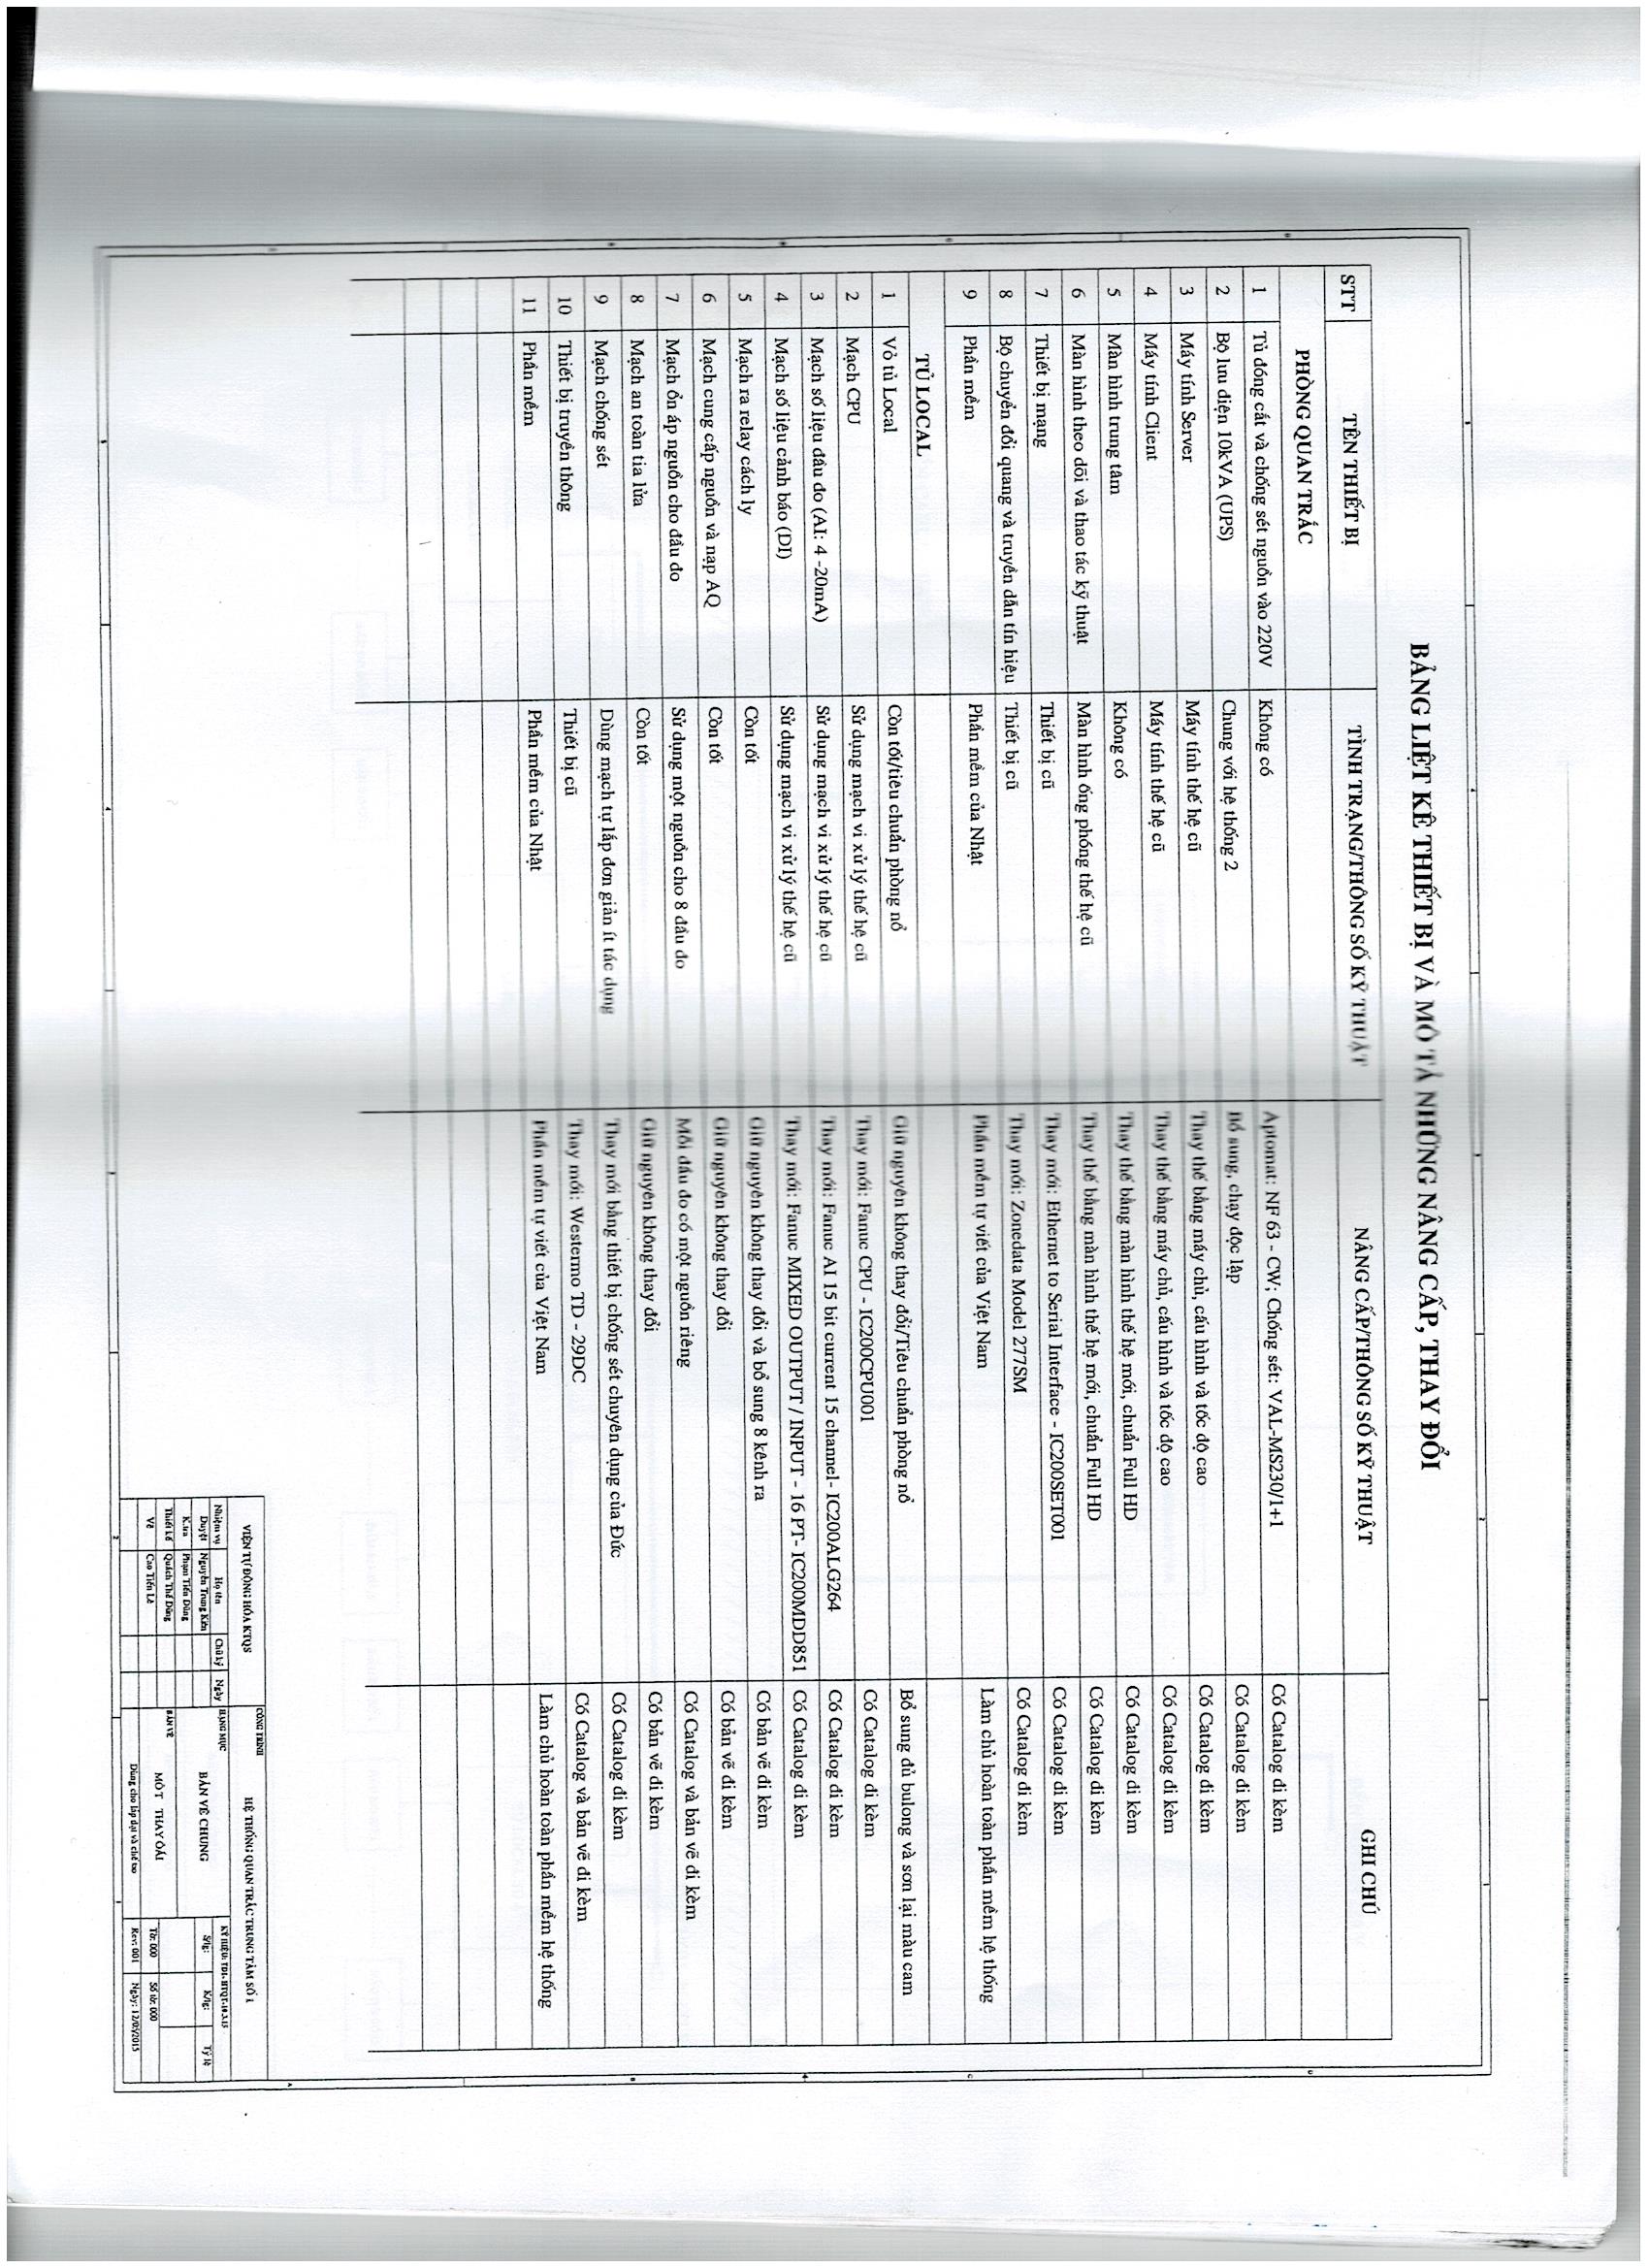 BẢNG LIỆT KÊ THIẾT BỊ VÀ MÔ TẢ NHỮNG NÂNG CẤP, THAY ĐỔI
STT TÊN THIẾT BỊ TÌNH TRẠNG/THÔNG SỐ KỸ THUẬT NÂNG CẤP/THÔNG SỐ KỸ THUẬT GHI CHÚ
PHÒNG QUAN TRẮC
1 Tủ đóng cắt và chống sét nguồn vào 220V Không có Aptomat: NF 63 - CW; Chống sét: VAL-MS230/1+1 Có Catalog đi kèm
2 Bộ lưu điện 10kVA (UPS) Chung với hệ thống 2 Bổ sung, chạy độc lập Có Catalog đi kèm
3 Máy tính Server Máy tính thế hệ cũ Thay thế bằng máy chủ, cấu hình và tốc độ cao Có Catalog đi kèm
4 Máy tính Client Máy tính thế hệ cũ Thay thế bằng máy chủ, cấu hình và tốc độ cao Có Catalog đi kèm
5 Màn hình trung tâm Không có Thay thế bằng màn hình thế hệ mới, chuẩn Full HD Có Catalog đi kèm
6 Màn hình theo dõi và thao tác kỹ thuật Màn hình ống phóng thế hệ cũ Thay thế bằng màn hình thế hệ mới, chuẩn Full HD Có Catalog đi kèm
7 Thiết bị mạng Thiết bị cũ Thay mới: Ethernet to Serial Interface - IC200SET001 Có Catalog đi kèm
8 Bộ chuyển đổi quang và truyền dẫn tín hiệu Thiết bị cũ Thay mới: Zonedata Model 277SM Có Catalog đi kèm
9 Phần mềm Phần mềm của Nhật Phần mềm tự viết của Việt Nam Làm chủ hoàn toàn phần mềm hệ thống
TỦ LOCAL
1 Vỏ tủ Local Còn tốt/tiêu chuẩn phòng nổ Giữ nguyên không thay đổi/Tiêu chuẩn phòng nổ Bổ sung đủ bulong và sơn lại màu cam
2 Mạch CPU Sử dụng mạch vi xử lý thế hệ cũ Thay mới: Fanuc CPU - IC200CPU001 Có Catalog đi kèm
3 Mạch số liệu đầu đo (AI: 4 -20mA) Sử dụng mạch vi xử lý thế hệ cũ Thay mới: Fanuc AI 15 bit current 15 channel- IC200ALG264 Có Catalog đi kèm
4 Mạch số liệu cảnh báo (DI) Sử dụng mạch vi xử lý thế hệ cũ Thay mới: Fanuc MIXED OUTPUT / INPUT - 16 PT- IC200MDD851 Có Catalog đi kèm
5 Mạch ra relay cách ly Còn tốt Giữ nguyên không thay đổi và bổ sung 8 kênh ra Có bản vẽ đi kèm
6 Mạch cung cấp nguồn và nạp AQ Còn tốt Giữ nguyên không thay đổi Có bản vẽ đi kèm
7 Mạch ổn áp nguồn cho đầu đo Sử dụng một nguồn cho 8 đầu đo Mỗi đầu đo có một nguồn riêng Có Catalog và bản vẽ đi kèm
8 Mạch an toàn tia lửa Còn tốt Giữ nguyên không thay đổi Có bản vẽ đi kèm
9 Mạch chống sét Dùng mạch tự lắp đơn giản ít tác dụng Thay mới bằng thiết bị chống sét chuyên dụng của Đức Có Catalog đi kèm
10 Thiết bị truyền thông Thiết bị cũ Thay mới: Westermo TD - 29DC Có Catalog và bản vẽ đi kèm
11 Phần mềm Phần mềm của Nhật Phần mềm tự viết của Việt Nam Làm chủ hoàn toàn phần mềm hệ thống
VIỆN TỰ ĐỘNG HÓA KTQS
CÔNG TRÌNH
HỆ THỐNG QUAN TRẮC TRUNG TÂM SỐ 1
Nhiệm vụ Họ tên Chữ ký Ngày
Duyệt Nguyễn Trung Kiên
K.tra Phạm Tiến Dũng
Thiết kế Quách Thế Dũng
Vẽ Cao Tiến Lê
HẠNG MỤC
BẢN VẼ CHUNG
BẢN VẼ
MÔ T THAY ĐỔI
Dùng cho lắp đặt và chế tạo
KÝ HIỆU:
S/lg: K/lg: Tỷ lệ
Tờ: 000 Số tờ: 000
Rev: 001 Ngày: 12/05/2015